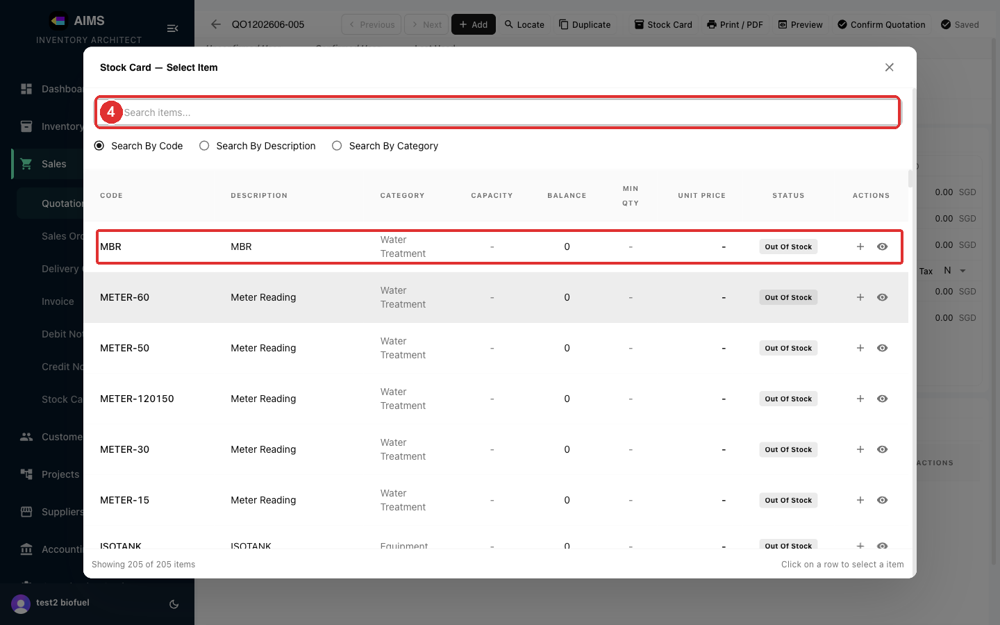 AIMS
INVENTORY ARCHITECT
QO1202606-005
Previous
Next
Add
Locate
Duplicate
Stock Card
Print / PDF
Preview
Confirm Quotation
Saved
Stock Card — Select Item
4
Search items...
Search By Code
Search By Description
Search By Category
CODE DESCRIPTION CATEGORY CAPACITY BALANCE MIN QTY UNIT PRICE STATUS ACTIONS
MBR MBR Water Treatment - 0 - - Out Of Stock
METER-60 Meter Reading Water Treatment - 0 - - Out Of Stock
METER-50 Meter Reading Water Treatment - 0 - - Out Of Stock
METER-120150 Meter Reading Water Treatment - 0 - - Out Of Stock
METER-30 Meter Reading Water Treatment - 0 - - Out Of Stock
METER-15 Meter Reading Water Treatment - 0 - - Out Of Stock
ISOTANK ISOTANK Equipment - 0 - - Out Of Stock
Showing 205 of 205 items
Click on a row to select a item
Dashboa
Inventory
Sales
Quotatio
Sales Ord
Delivery
Invoice
Debit Not
Credit No
Stock Ca
Custome
Projects
Suppliers
Accounti
test2 biofuel
0.00 SGD
0.00 SGD
0.00 SGD
Tax N
0.00 SGD
0.00 SGD
ACTIONS